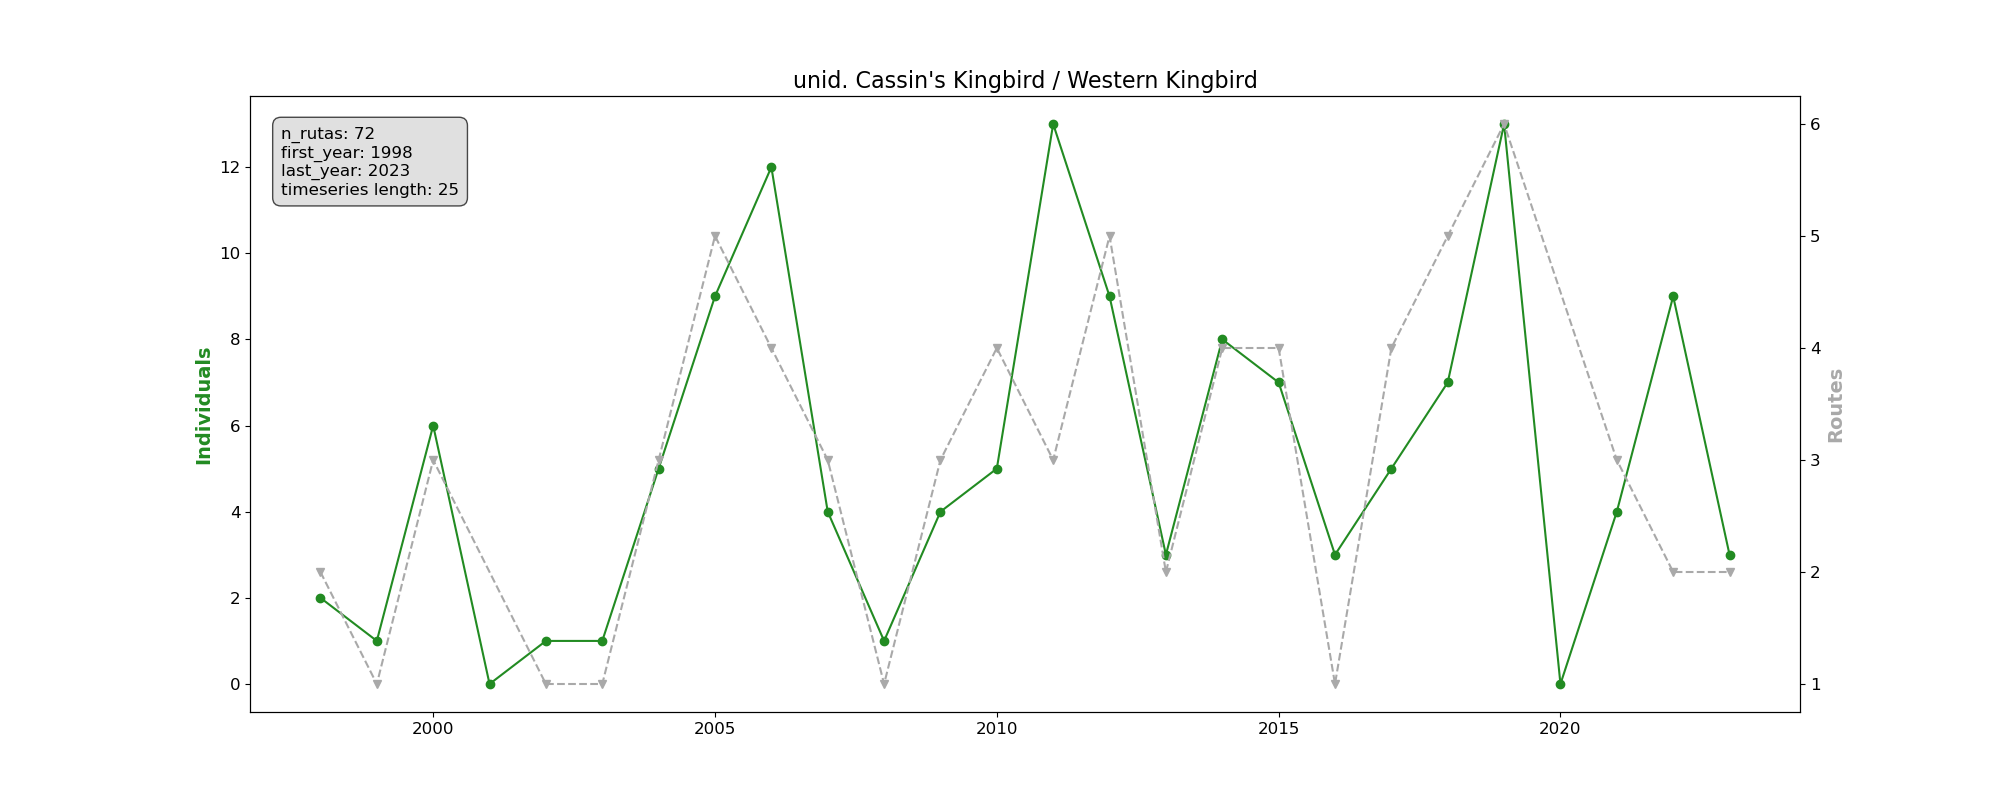 unid. Cassin's Kingbird / Western Kingbird
n_rutas: 72
first_year: 1998
last_year: 2023
timeseries length: 25
Individuals
12
10
8
6
4
2
0
6
5
4
3
2
1
Routes
2000
2005
2010
2015
2020